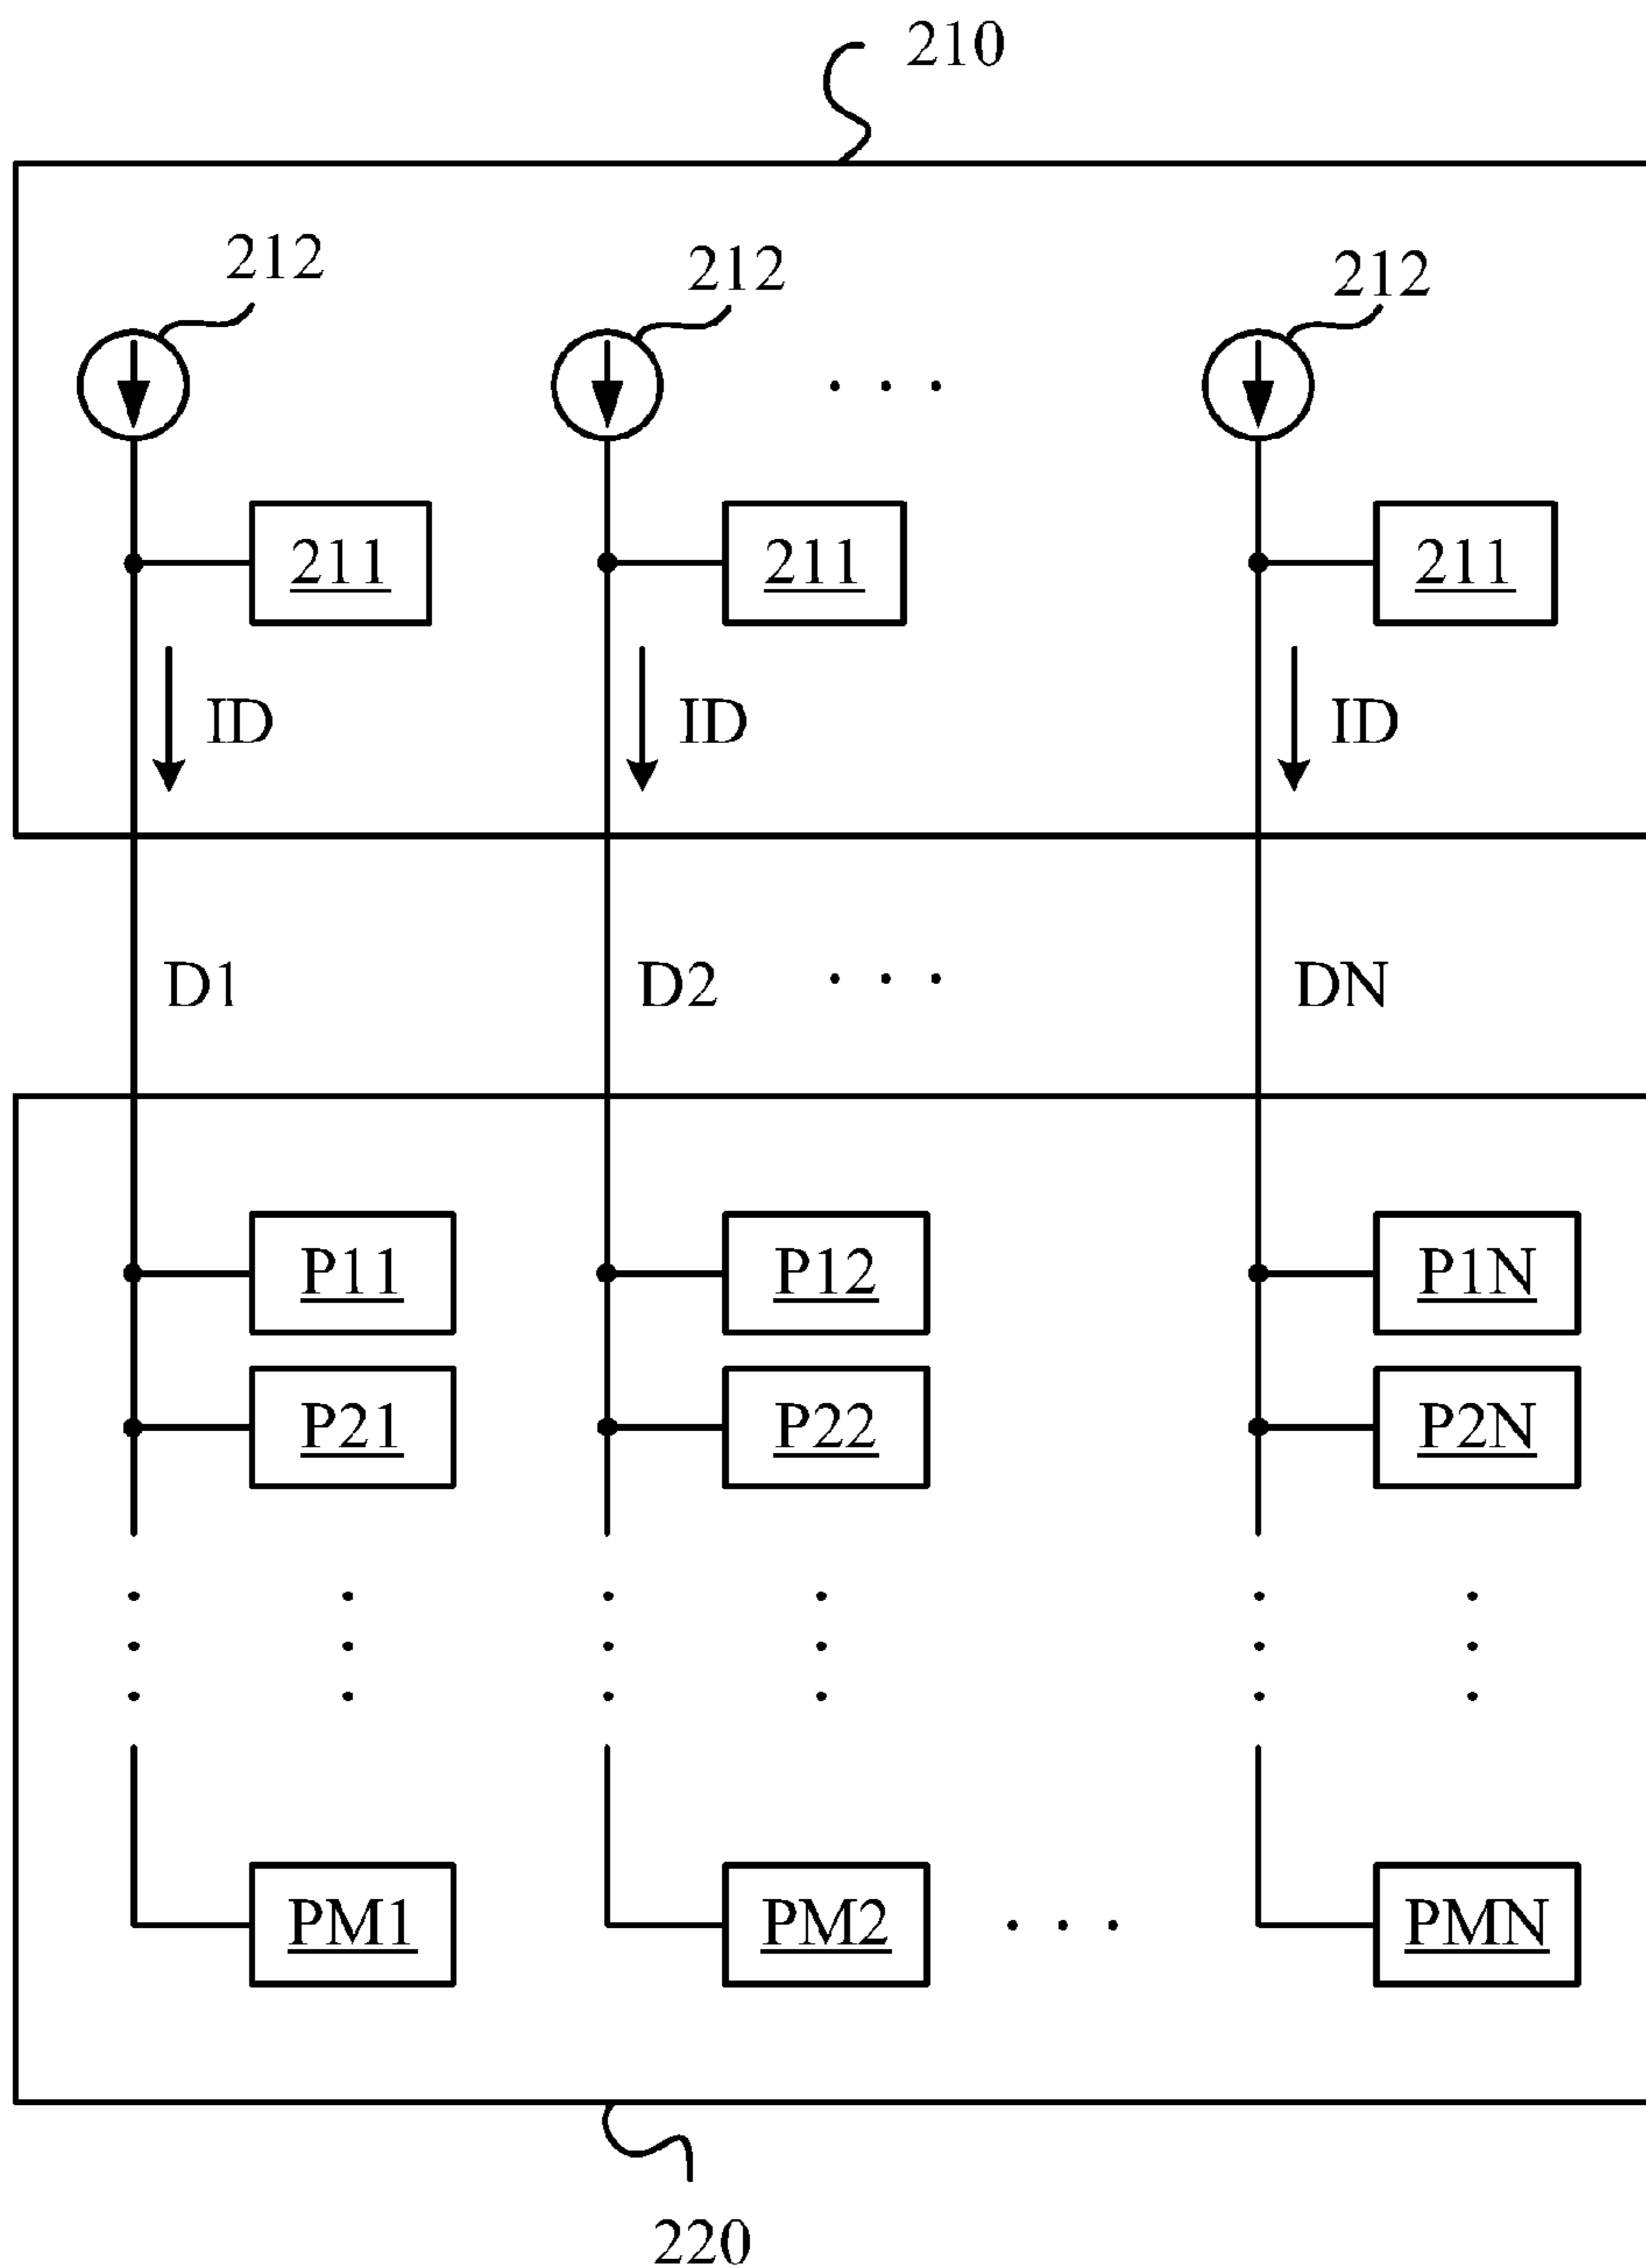 210
212 212 212
. . .
211 211 211
ID ID ID
D1 D2 . . . DN
P11 P12 P1N
P21 P22 P2N
PM1 PM2 . . . PMN
220